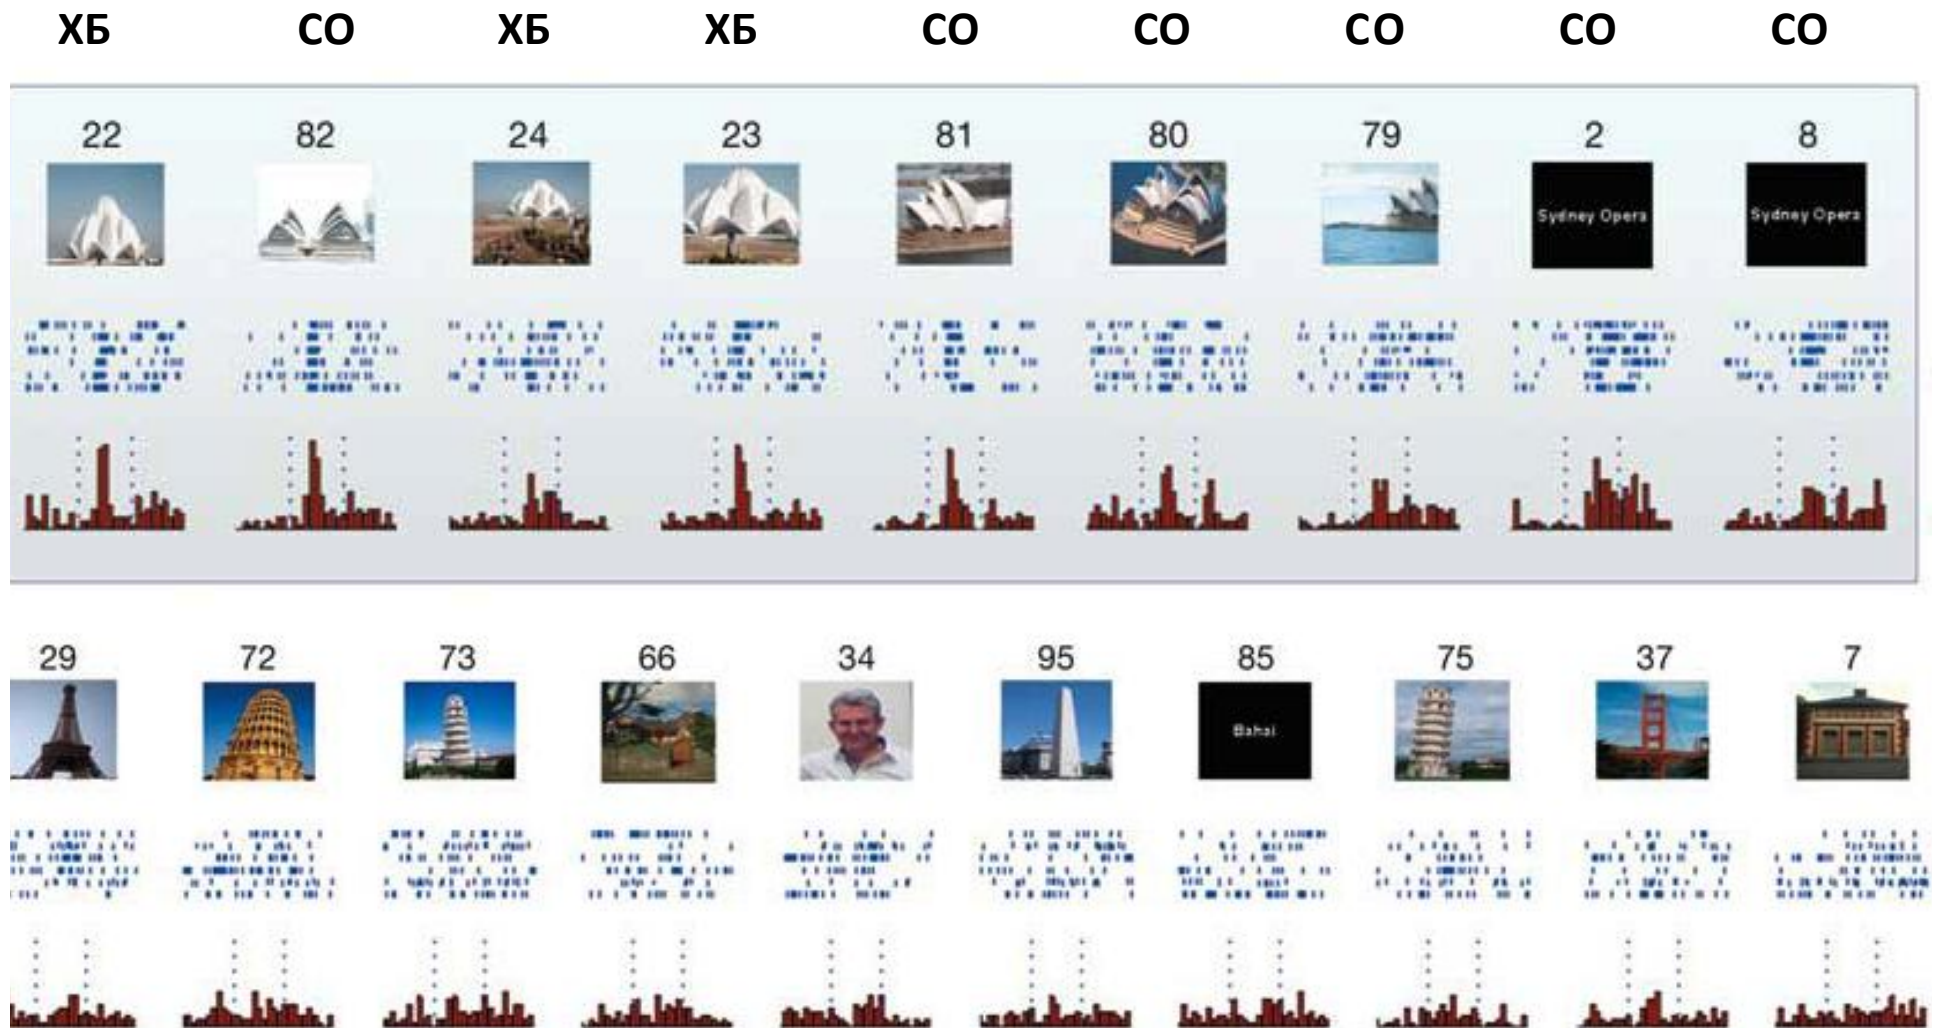 ХБ СО ХБ ХБ СО СО СО СО СО
22 82 24 23 81 80 79 2 8
Sydney Opera Sydney Opera
29 72 73 66 34 95 85 75 37 7
Bahai